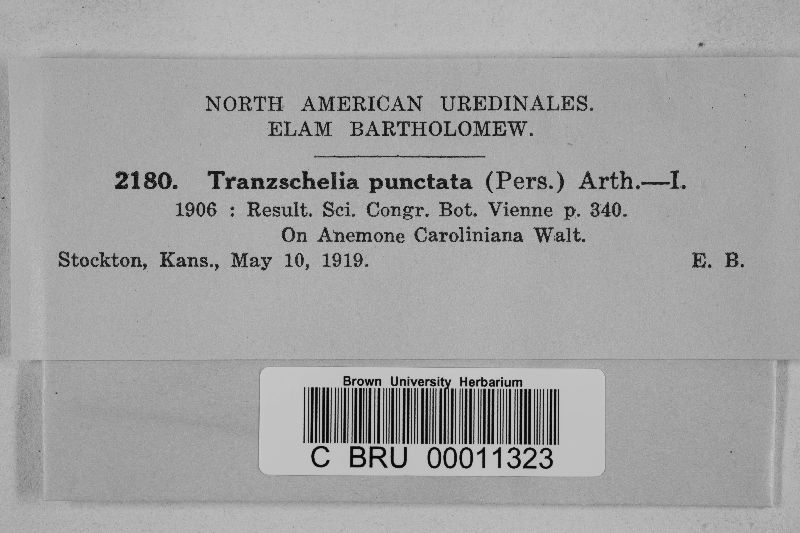 NORTH AMERICAN UREDINALES.
ELAM BARTHOLOMEW.
2180. Tranzschelia punctata (Pers.) Arth.—I.
1906 : Result. Sci. Congr. Bot. Vienne p. 340.
On Anemone Caroliniana Walt.
Stockton, Kans., May 10, 1919. E. B.
Brown University Herbarium
C BRU 00011323